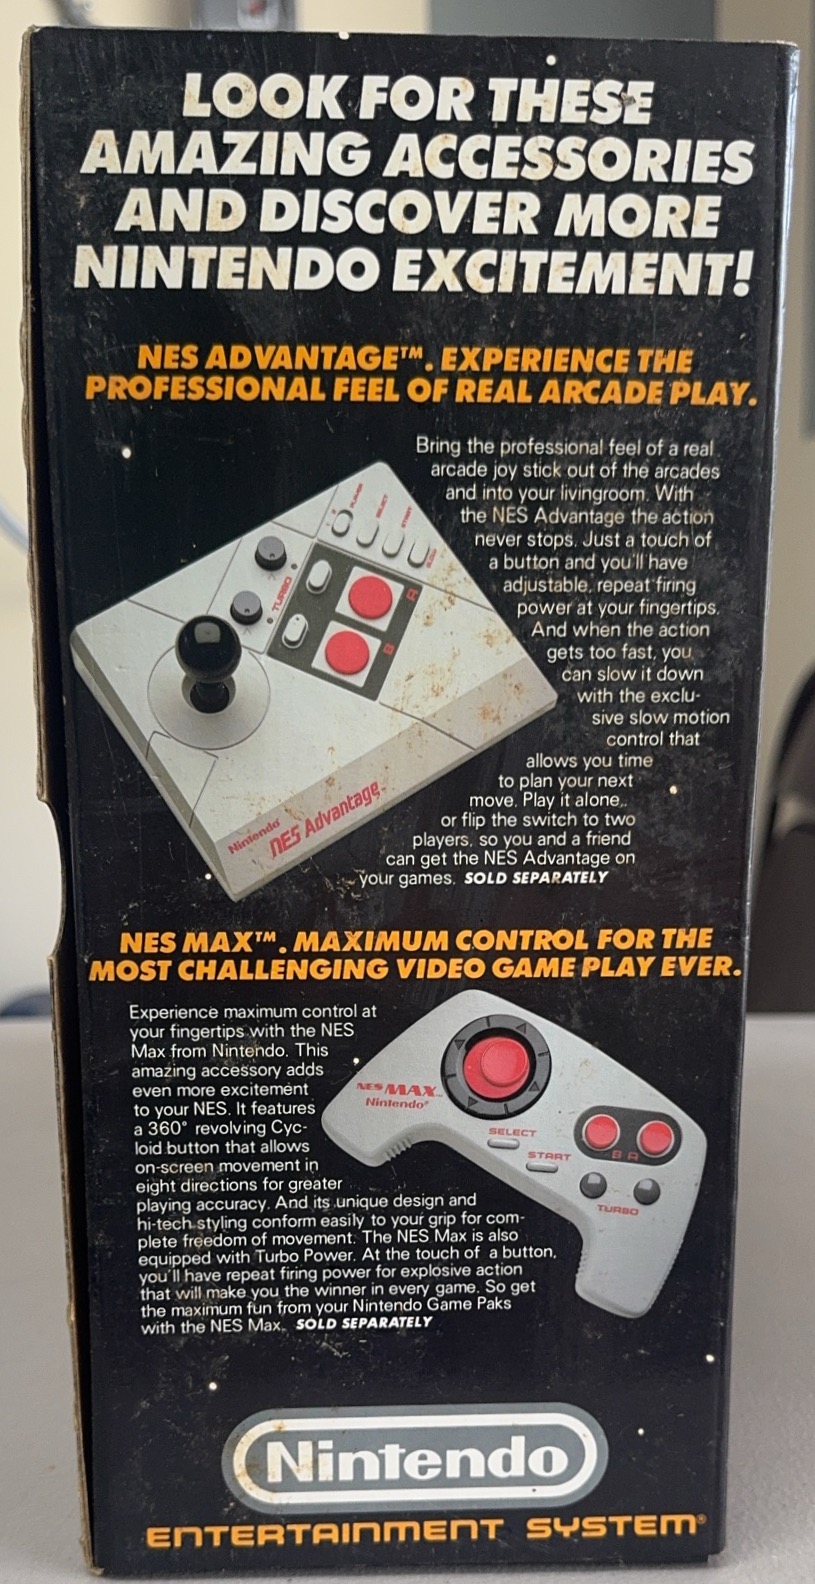 LOOK FOR THESE
AMAZING ACCESSORIES
AND DISCOVER MORE
NINTENDO EXCITEMENT!
NES ADVANTAGE™. EXPERIENCE THE
PROFESSIONAL FEEL OF REAL ARCADE PLAY.
Bring the professional feel of a real
arcade joy stick out of the arcades
and into your livingroom. With
the NES Advantage the action
never stops. Just a touch of
a button and you'll have
adjustable, repeat firing
power at your fingertips.
And when the action
gets too fast, you
can slow it down
with the exclu-
sive slow motion
control that
allows you time
to plan your next
move. Play it alone,
or flip the switch to two
players, so you and a friend
can get the NES Advantage on
your games. SOLD SEPARATELY
PLAYER
SELECT
START
SLOW
TURBO
A
B
Nintendo
NES Advantage
NES MAX™. MAXIMUM CONTROL FOR THE
MOST CHALLENGING VIDEO GAME PLAY EVER.
Experience maximum control at
your fingertips with the NES
Max from Nintendo. This
amazing accessory adds
even more excitement
to your NES. It features
a 360° revolving Cyc-
loid button that allows
on-screen movement in
eight directions for greater
playing accuracy. And its unique design and
hi-tech styling conform easily to your grip for com-
plete freedom of movement. The NES Max is also
equipped with Turbo Power. At the touch of a button,
you'll have repeat firing power for explosive action
that will make you the winner in every game. So get
the maximum fun from your Nintendo Game Paks
with the NES Max. SOLD SEPARATELY
NES MAX™
Nintendo®
SELECT
START
B A
TURBO
Nintendo
ENTERTAINMENT SYSTEM®